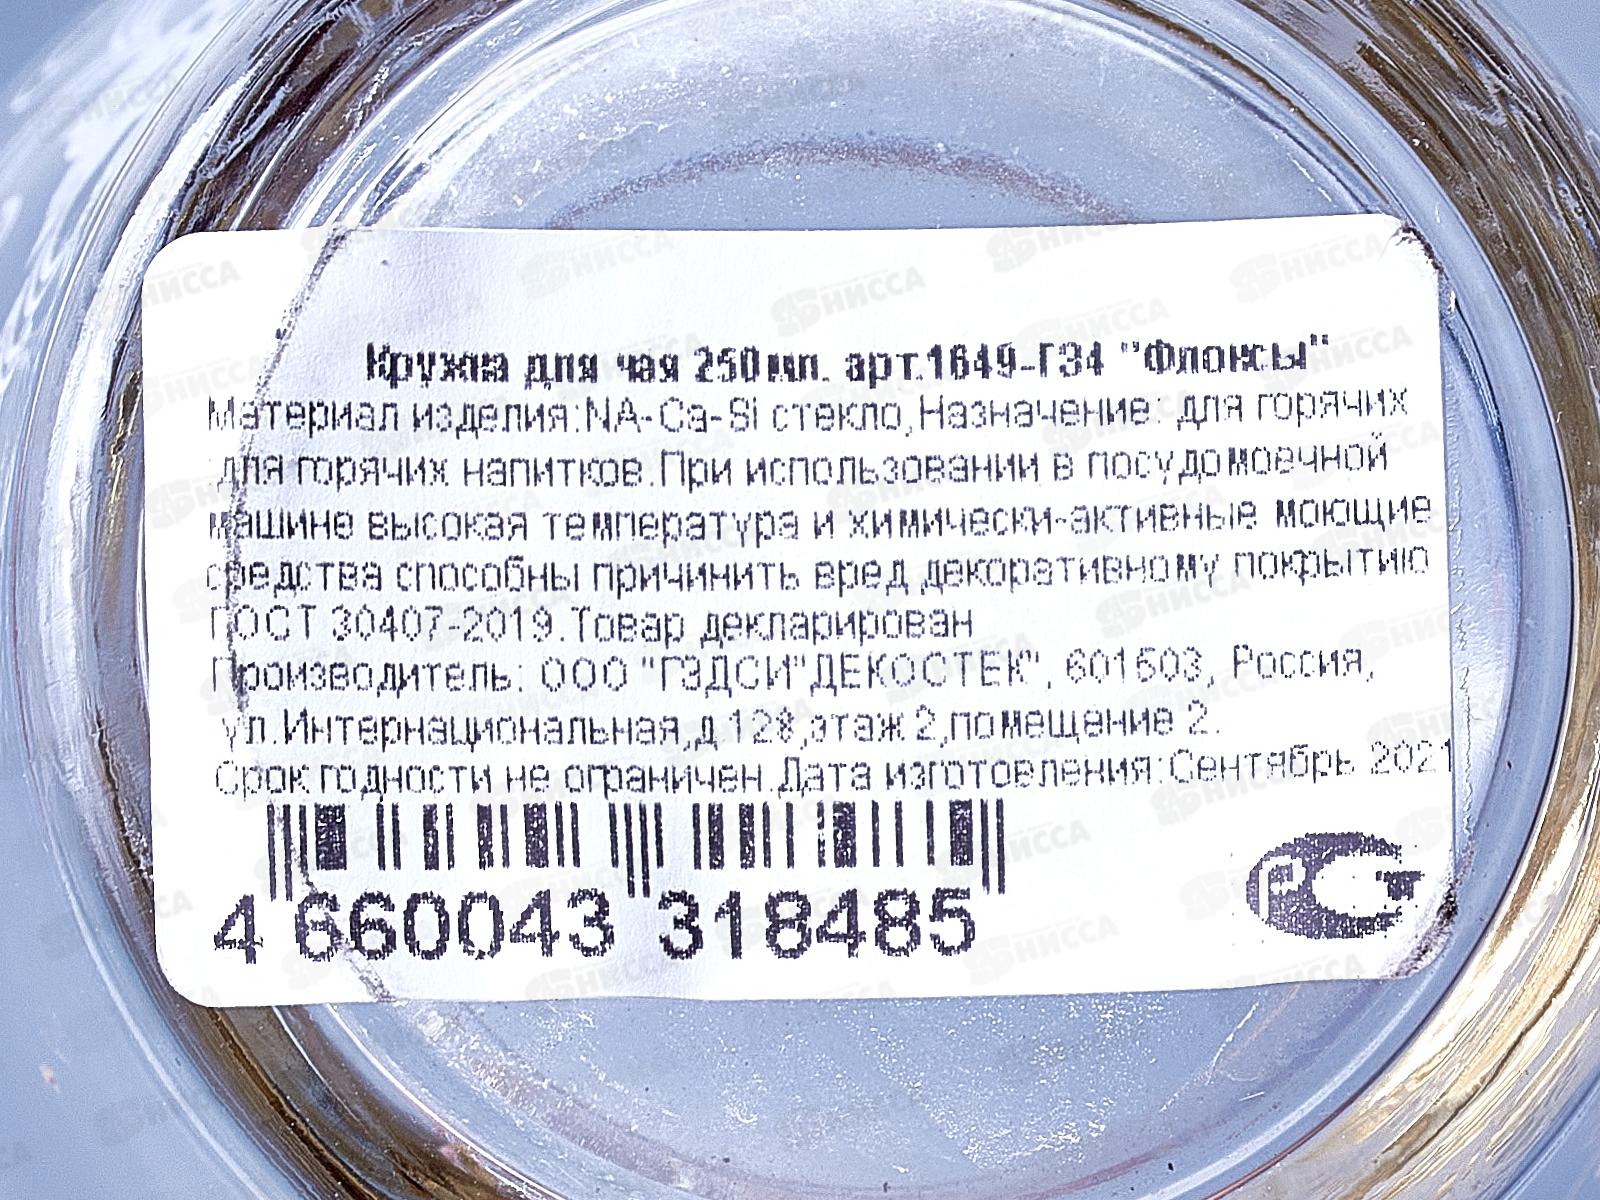 Кружка для чая 250мл. арт.1649-ГЗ4 "Флоксы"
Материал изделия:NA-Ca-Si стекло,Назначение: для горячих
для горячих напитков.При использовании в посудомоечной
машине высокая температура и химически-активные моющие
средства способны причинить вред декоративному покрытию
ГОСТ 30407-2019.Товар декларирован
Производитель: ООО "ГЗДСИ"ДЕКОСТЕК", 601503, Россия,
ул.Интернациональная,д.128,этаж 2,помещение 2.
Срок годности не ограничен.Дата изготовления:Сентябрь 2021
4 660043 318485
НИССА